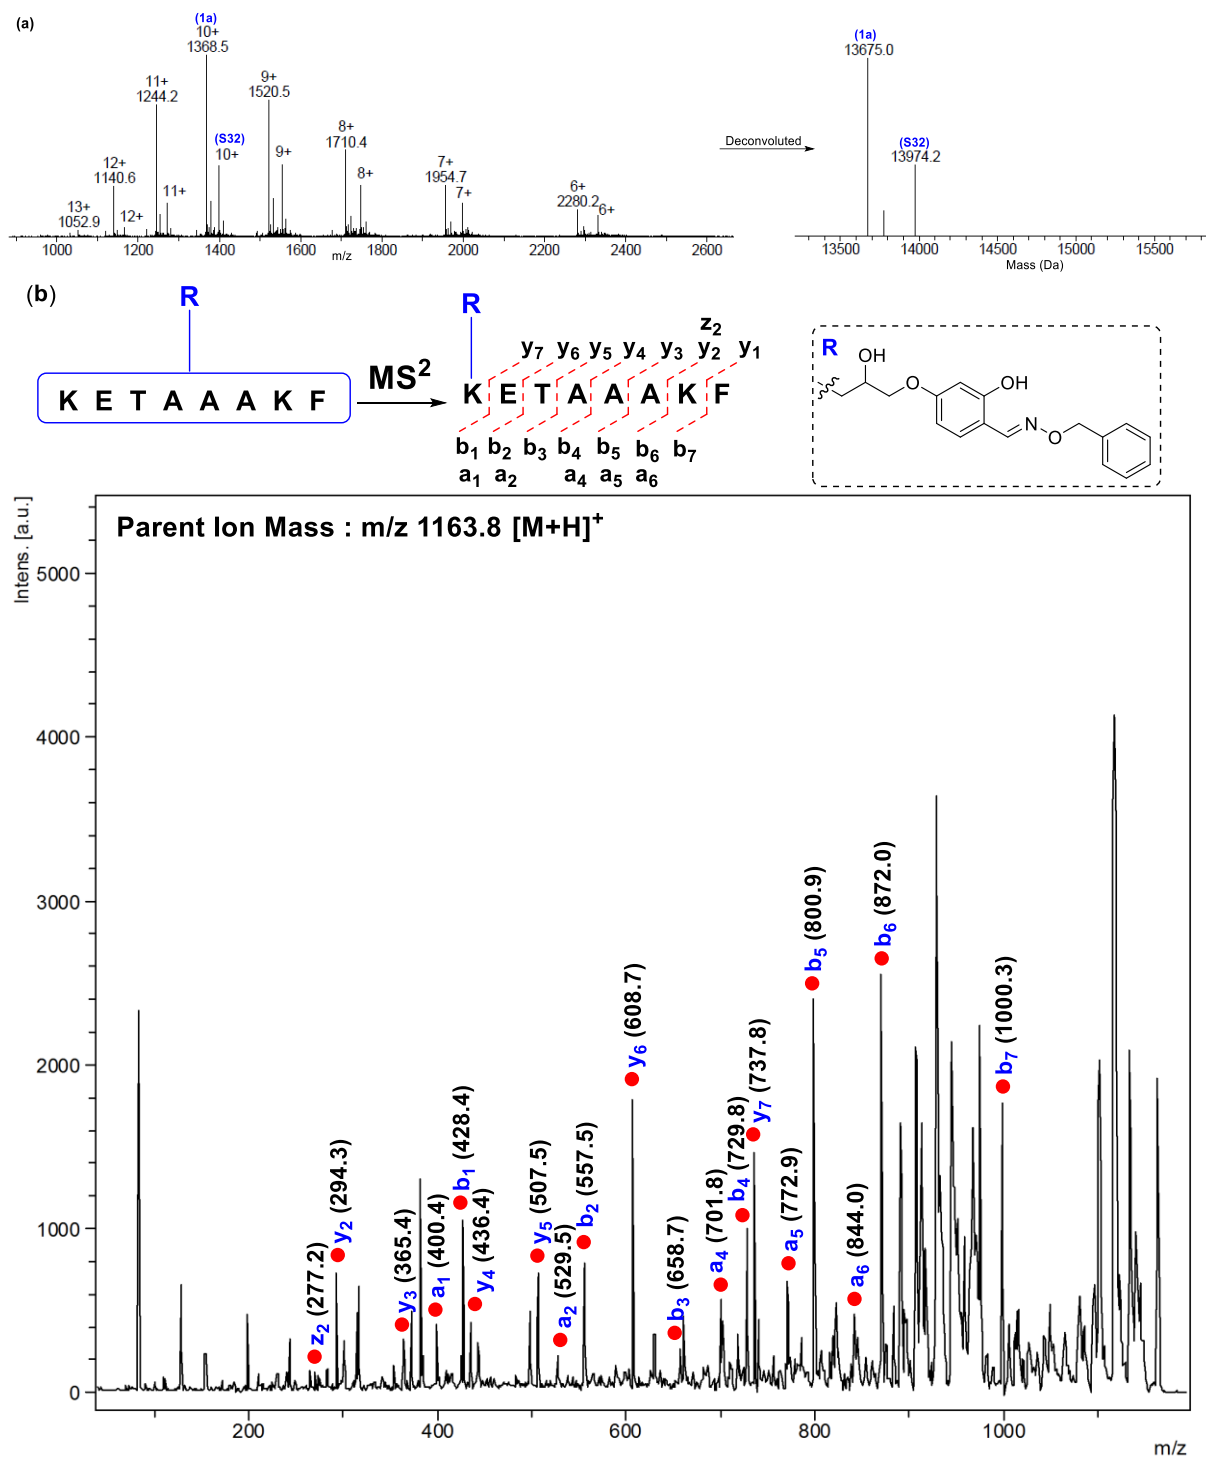 (a)
(1a)
10+
1368.5
11+
1244.2
9+
1520.5
(S32)
10+
9+
8+
1710.4
8+
12+
1140.6
11+
7+
1954.7
7+
13+
1052.9
12+
6+
2280.2
6+
1000 1200 1400 1600 1800 2000 2200 2400 2600
m/z
Deconvoluted
(1a)
13675.0
(S32)
13974.2
13500 14000 14500 15000 15500
Mass (Da)
(b)
R
K E T A A A K F
MS2
R
z2
y7 y6 y5 y4 y3 y2 y1
K E T A A A K F
b1 b2 b3 b4 b5 b6 b7
a1 a2 a4 a5 a6
R
OH
O
OH
N
O
Parent Ion Mass : m/z 1163.8 [M+H]+
Intens. [a.u.]
5000
4000
3000
2000
1000
0
z2 (277.2)
y2 (294.3)
y3 (365.4)
a1 (400.4)
b1 (428.4)
y4 (436.4)
y5 (507.5)
a2 (529.5)
b2 (557.5)
y6 (608.7)
b3 (658.7)
a4 (701.8)
b4 (729.8)
y7 (737.8)
a5 (772.9)
b5 (800.9)
a6 (844.0)
b6 (872.0)
b7 (1000.3)
200 400 600 800 1000
m/z